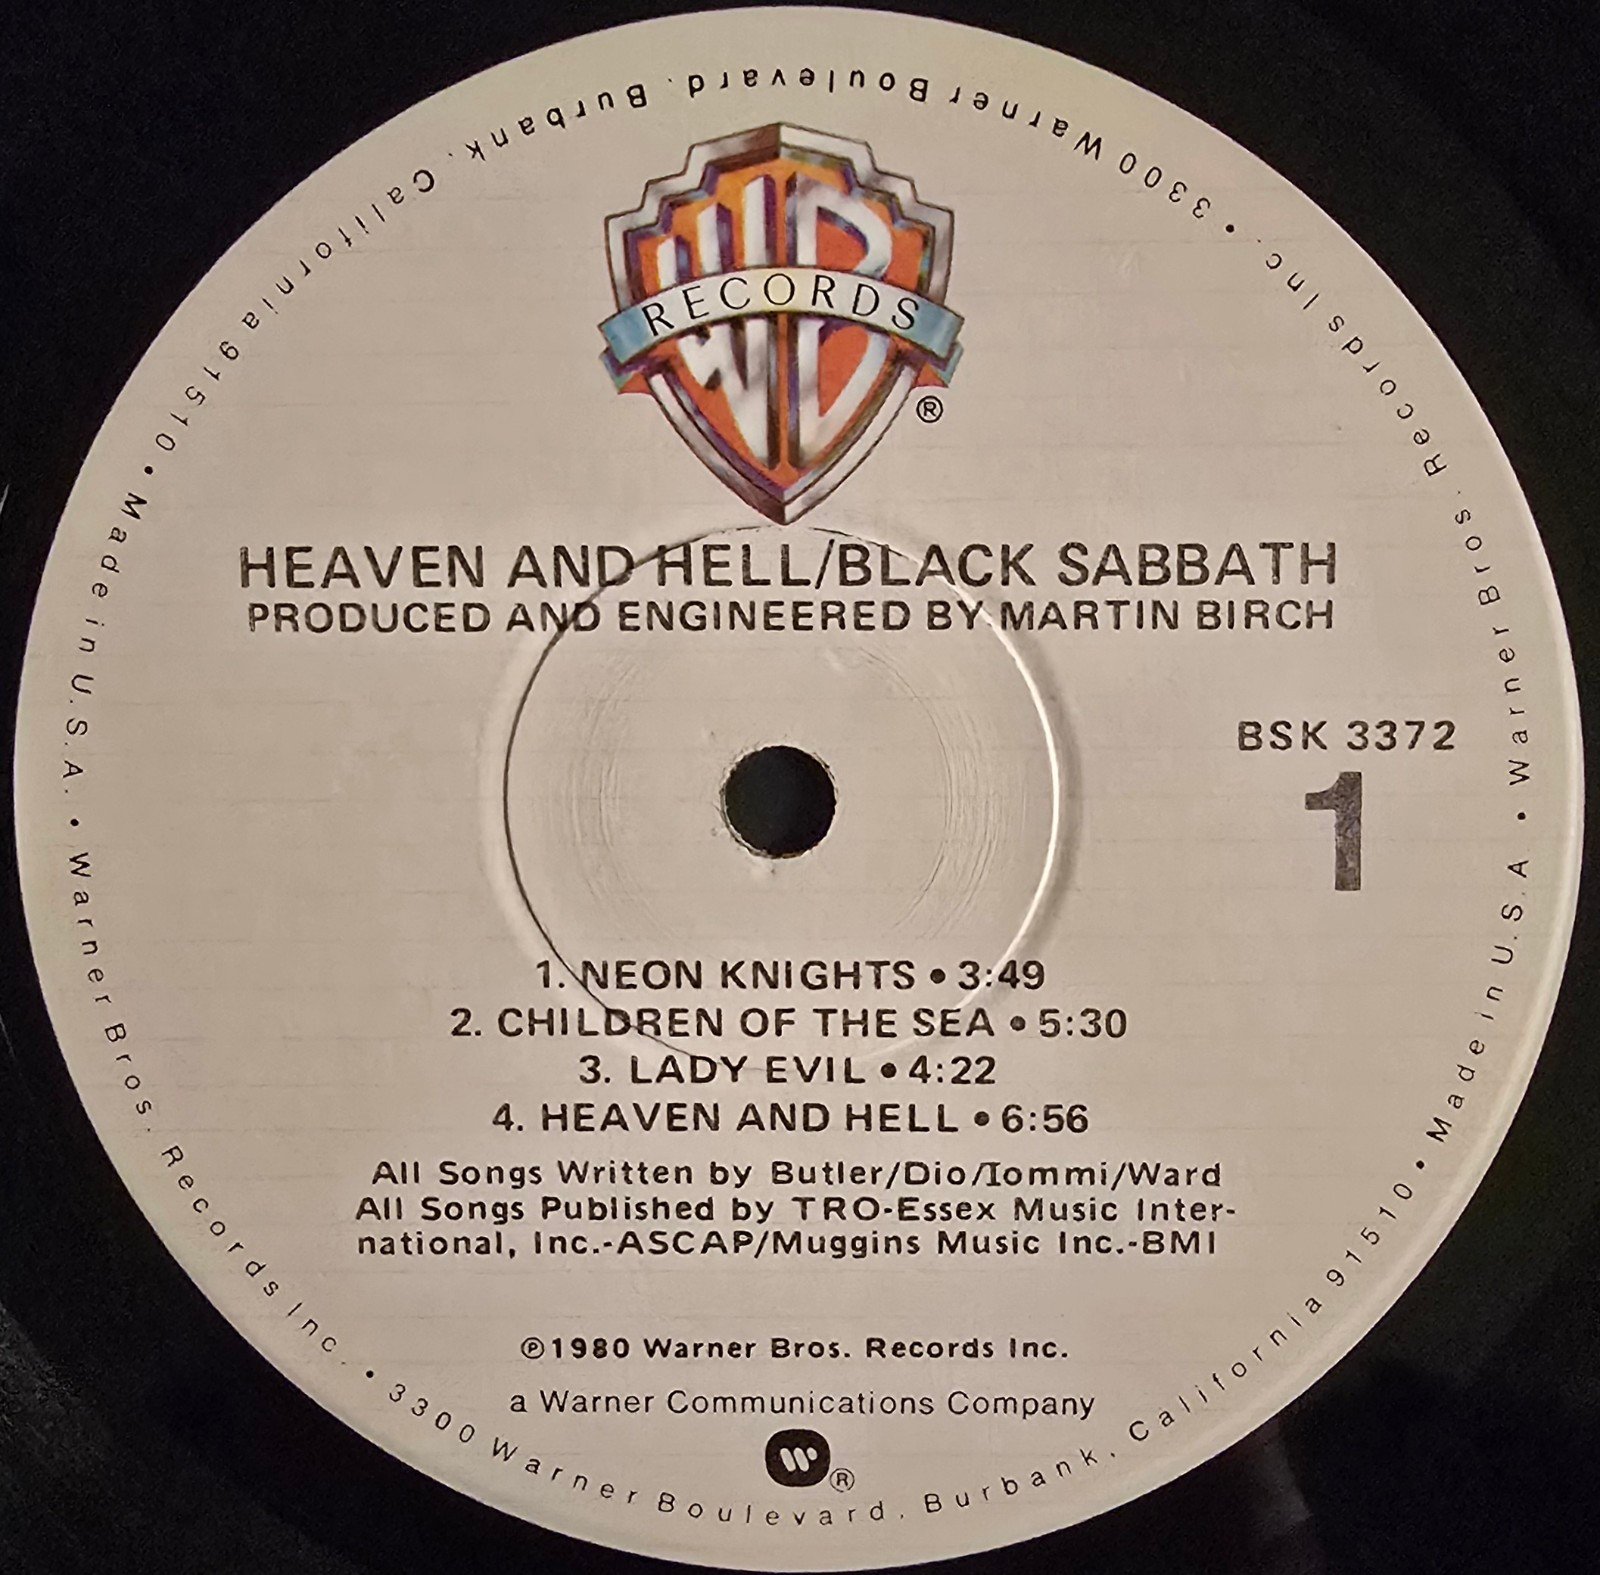 WB
RECORDS
®
HEAVEN AND HELL/BLACK SABBATH
PRODUCED AND ENGINEERED BY MARTIN BIRCH
BSK 3372
1
1. NEON KNIGHTS • 3:49
2. CHILDREN OF THE SEA • 5:30
3. LADY EVIL • 4:22
4. HEAVEN AND HELL • 6:56
All Songs Written by Butler/Dio/Iommi/Ward
All Songs Published by TRO-Essex Music Inter-
national, Inc.-ASCAP/Muggins Music Inc.-BMI
℗1980 Warner Bros. Records Inc.
a Warner Communications Company
®
Warner Bros. Records Inc. • 3300 Warner Boulevard, Burbank, California 91510 • Made in U.S.A. • Warner Bros. Records Inc. • 3300 Warner Boulevard, Burbank, California 91510 • Made in U.S.A •